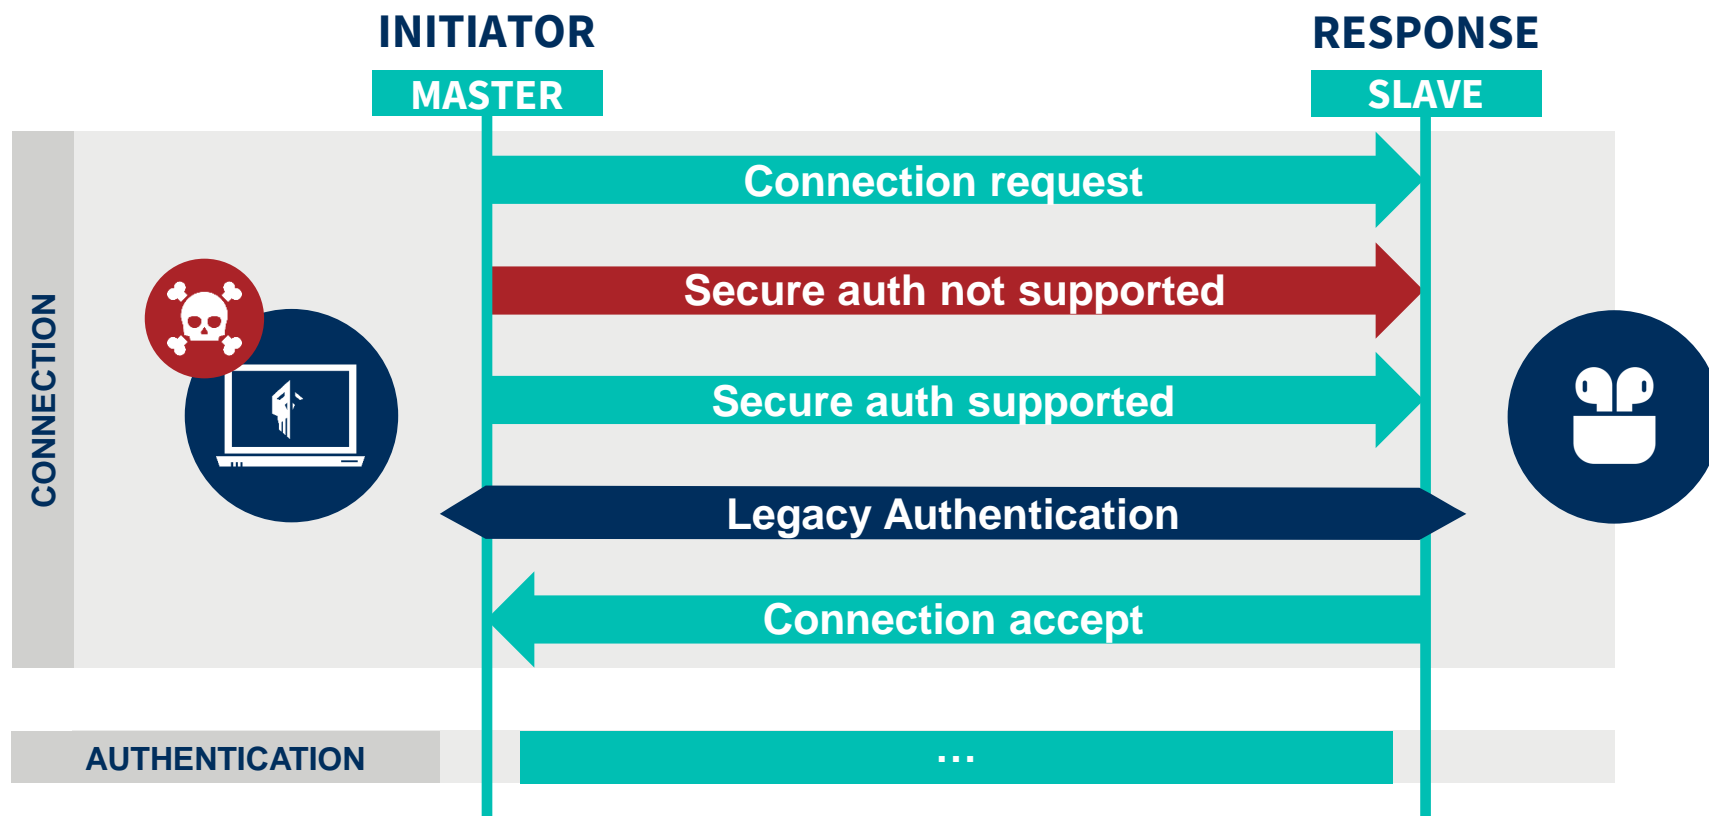 INITIATOR
RESPONSE
MASTER
SLAVE
Connection request
Secure auth not supported
Secure auth supported
CONNECTION
Legacy Authentication
Connection accept
AUTHENTICATION
...